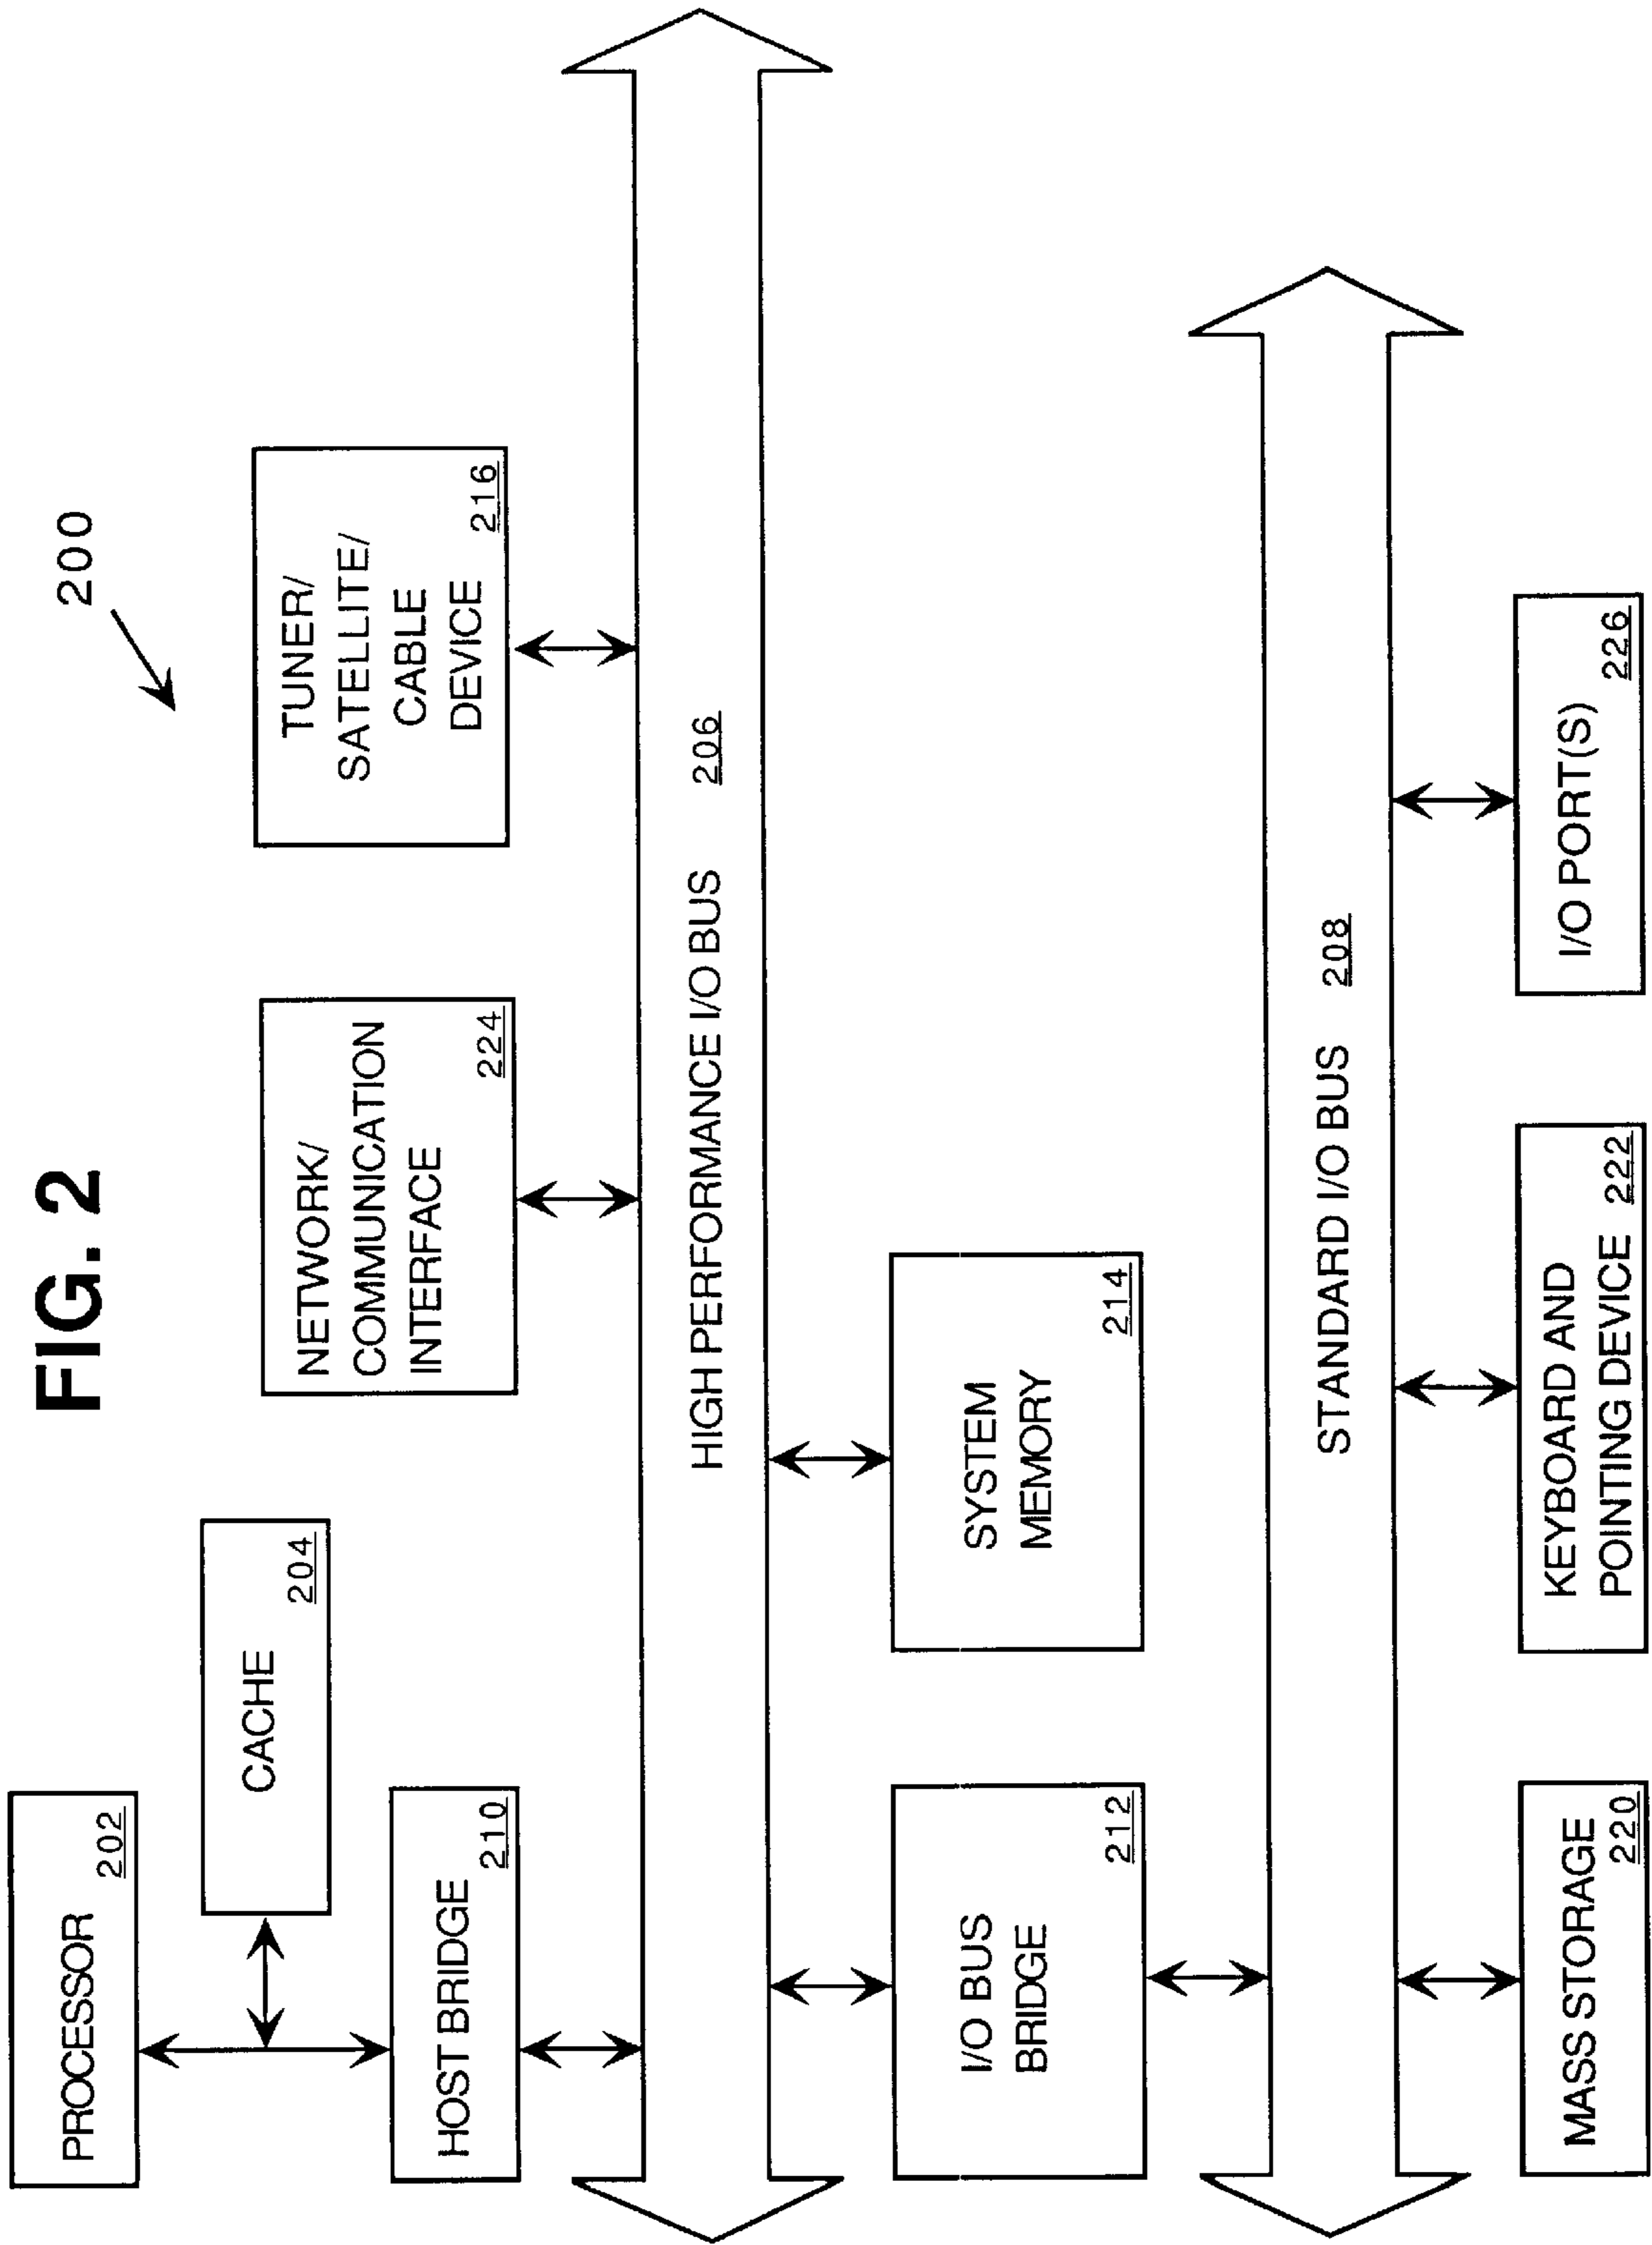 FIG. 2
200
PROCESSOR
202
CACHE
204
HOST BRIDGE
210
NETWORK/
COMMUNICATION
INTERFACE
224
TUNER/
SATELLITE/
CABLE
DEVICE
216
HIGH PERFORMANCE I/O BUS 206
I/O BUS
BRIDGE
212
SYSTEM
MEMORY
214
STANDARD I/O BUS 208
MASS STORAGE
220
KEYBOARD AND
POINTING DEVICE 222
I/O PORT(S)
226